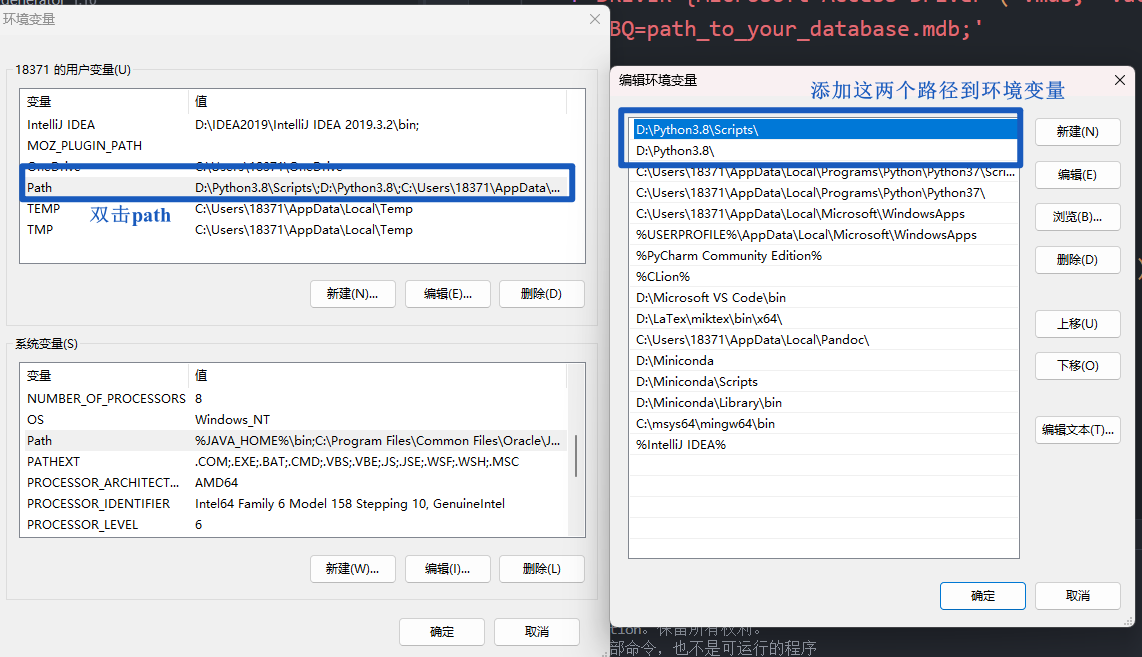 环境变量
18371 的用户变量(U)
变量 值
IntelliJ IDEA D:\IDEA2019\IntelliJ IDEA 2019.3.2\bin;
MOZ_PLUGIN_PATH
OneDrive C:\Users\18371\OneDrive
Path D:\Python3.8\Scripts\;D:\Python3.8\;C:\Users\18371\AppData\...
TEMP C:\Users\18371\AppData\Local\Temp
双击path
TMP C:\Users\18371\AppData\Local\Temp
新建(N)... 编辑(E)... 删除(D)
系统变量(S)
变量 值
NUMBER_OF_PROCESSORS 8
OS Windows_NT
Path %JAVA_HOME%\bin;C:\Program Files\Common Files\Oracle\J...
PATHEXT .COM;.EXE;.BAT;.CMD;.VBS;.VBE;.JS;.JSE;.WSF;.WSH;.MSC
PROCESSOR_ARCHITECT... AMD64
PROCESSOR_IDENTIFIER Intel64 Family 6 Model 158 Stepping 10, GenuineIntel
PROCESSOR_LEVEL 6
新建(W)... 编辑(I)... 删除(L)
确定 取消
BQ=path_to_your_database.mdb;'
编辑环境变量
添加这两个路径到环境变量
D:\Python3.8\Scripts\
D:\Python3.8\
C:\Users\18371\AppData\Local\Programs\Python\Python37\Scri...
C:\Users\18371\AppData\Local\Programs\Python\Python37\
C:\Users\18371\AppData\Local\Microsoft\WindowsApps
%USERPROFILE%\AppData\Local\Microsoft\WindowsApps
%PyCharm Community Edition%
%CLion%
D:\Microsoft VS Code\bin
D:\LaTex\miktex\bin\x64\
C:\Users\18371\AppData\Local\Pandoc\
D:\Miniconda
D:\Miniconda\Scripts
D:\Miniconda\Library\bin
C:\msys64\mingw64\bin
%IntelliJ IDEA%
新建(N)
编辑(E)
浏览(B)...
删除(D)
上移(U)
下移(O)
编辑文本(T)...
确定 取消
tion。保留所有权利。
部命令，也不是可运行的程序